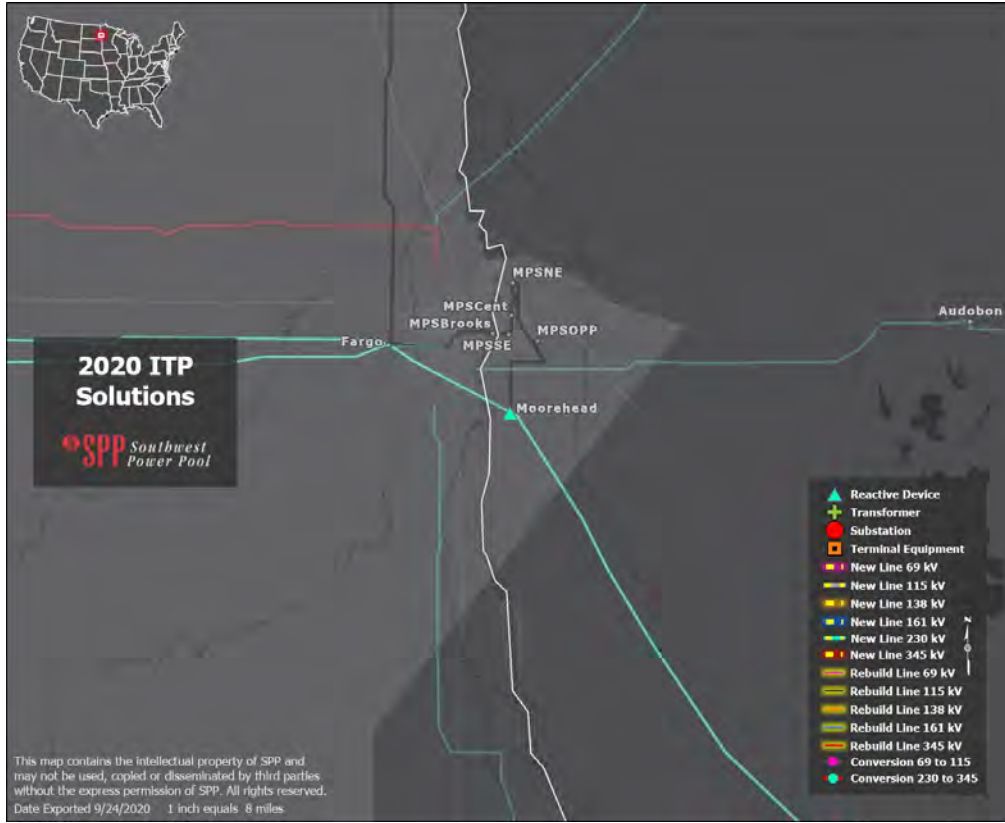 MPSNE
MPSCent
MPSBrooks
MPSOPP
MPSSE
Fargo
Audobon
Moorehead
2020 ITP
Solutions
SPP Southwest
Power Pool
Reactive Device
Transformer
Substation
Terminal Equipment
New Line 69 kV
New Line 115 kV
New Line 138 kV
New Line 161 kV
New Line 230 kV
New Line 345 kV
Rebuild Line 69 kV
Rebuild Line 115 kV
Rebuild Line 138 kV
Rebuild Line 161 kV
Rebuild Line 345 kV
Conversion 69 to 115
Conversion 230 to 345
N
This map contains the intellectual property of SPP and
may not be used, copied or disseminated by third parties
without the express permission of SPP. All rights reserved.
Date Exported 9/24/2020 1 inch equals 8 miles